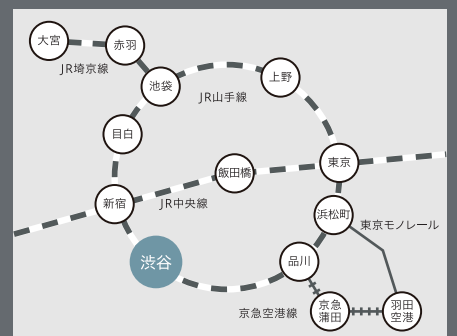 大宮
赤羽
JR埼京線
池袋
上野
JR山手線
目白
東京
飯田橋
新宿
JR中央線
浜松町
東京モノレール
渋谷
品川
京急
蒲田
羽田
空港
京急空港線